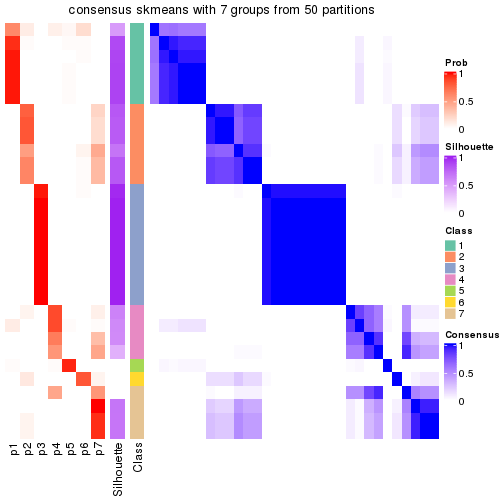 consensus skmeans with 7 groups from 50 partitions
Prob
1
0.5
0
Silhouette
1
0.5
0
Class
1
2
3
4
5
6
7
Consensus
1
0.5
0
p1
p2
p3
p4
p5
p6
p7
Silhouette
Class